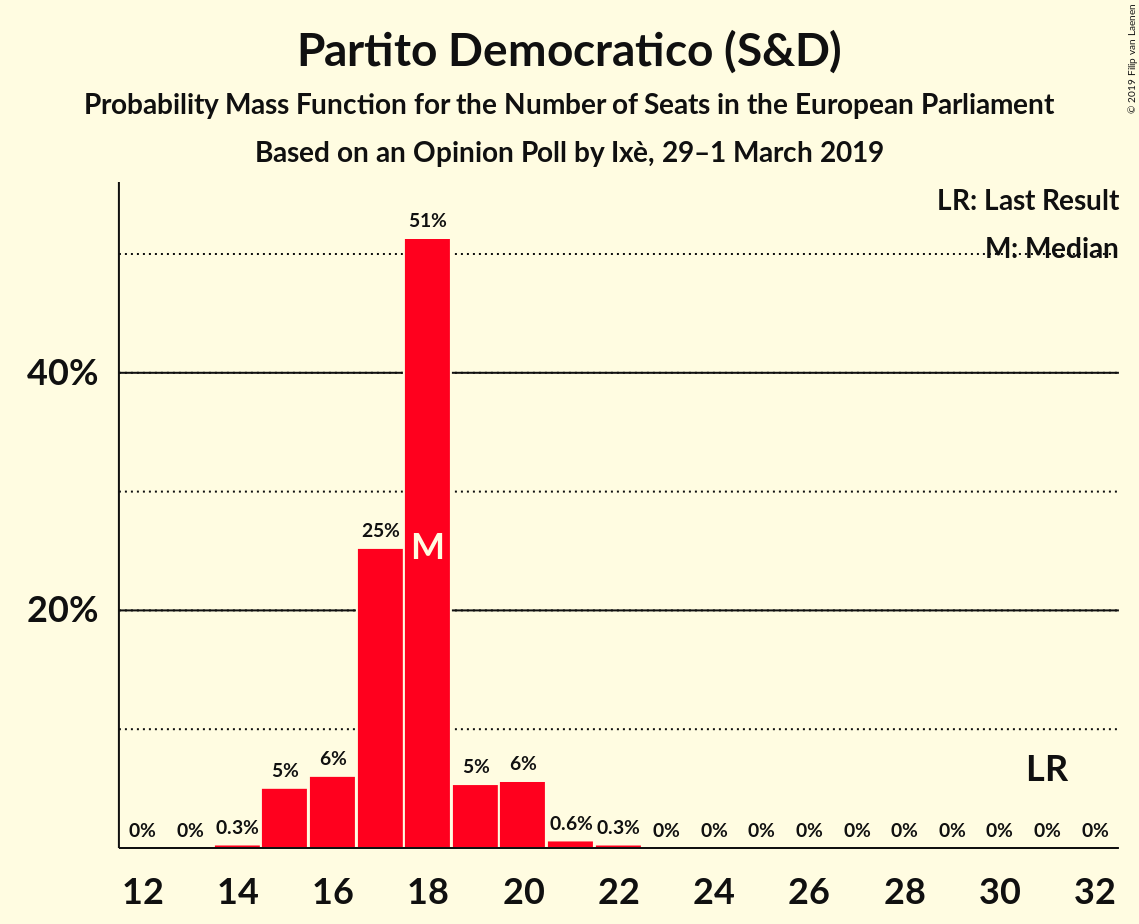 Partito Democratico (S&D)
Probability Mass Function for the Number of Seats in the European Parliament
Based on an Opinion Poll by Ixè, 29–1 March 2019
© 2019 Filip van Laenen
LR: Last Result
M: Median
51%
40%
25%
M
20%
LR
0% 0% 0.3% 5% 6% 5% 6% 0.6% 0.3% 0% 0% 0% 0% 0% 0% 0% 0% 0% 0%
12 14 16 18 20 22 24 26 28 30 32